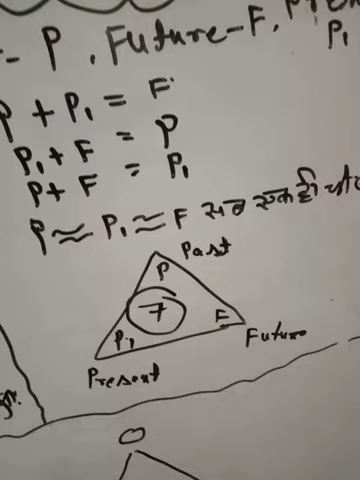 - P, Future-F,
P₁
P + P₁ = F
P₁ + F = P
P + F = P₁
P ≈ P₁ ≈ F सब एक ही
Past
P
7
F
P₁
Future
Present
O